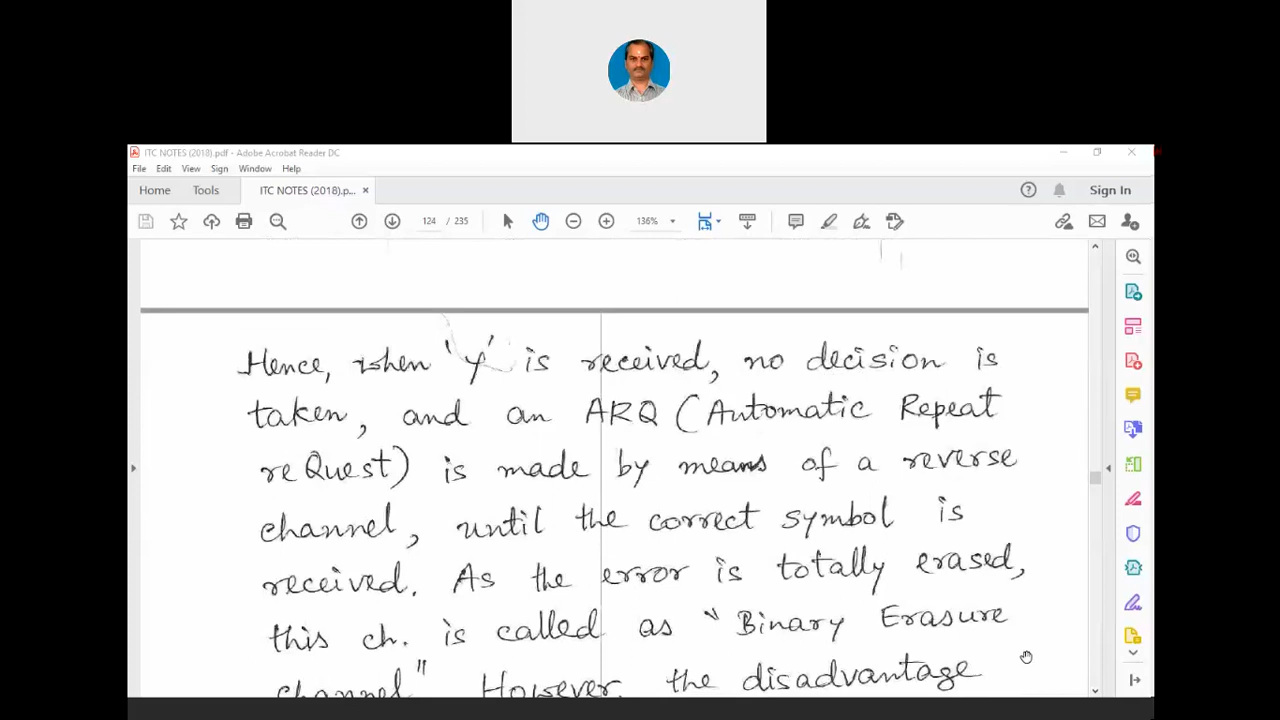 ITC NOTES (2018).pdf - Adobe Acrobat Reader DC
File Edit View Sign Window Help
Home Tools ITC NOTES (2018).p... × Sign In
124 / 235 136%
Hence, when 'y' is received, no decision is
taken, and an ARQ (Automatic Repeat
reQuest) is made by means of a reverse
channel, until the correct symbol is
received. As the error is totally erased,
this ch. is called as "Binary Erasure
channel" However, the disadvantage